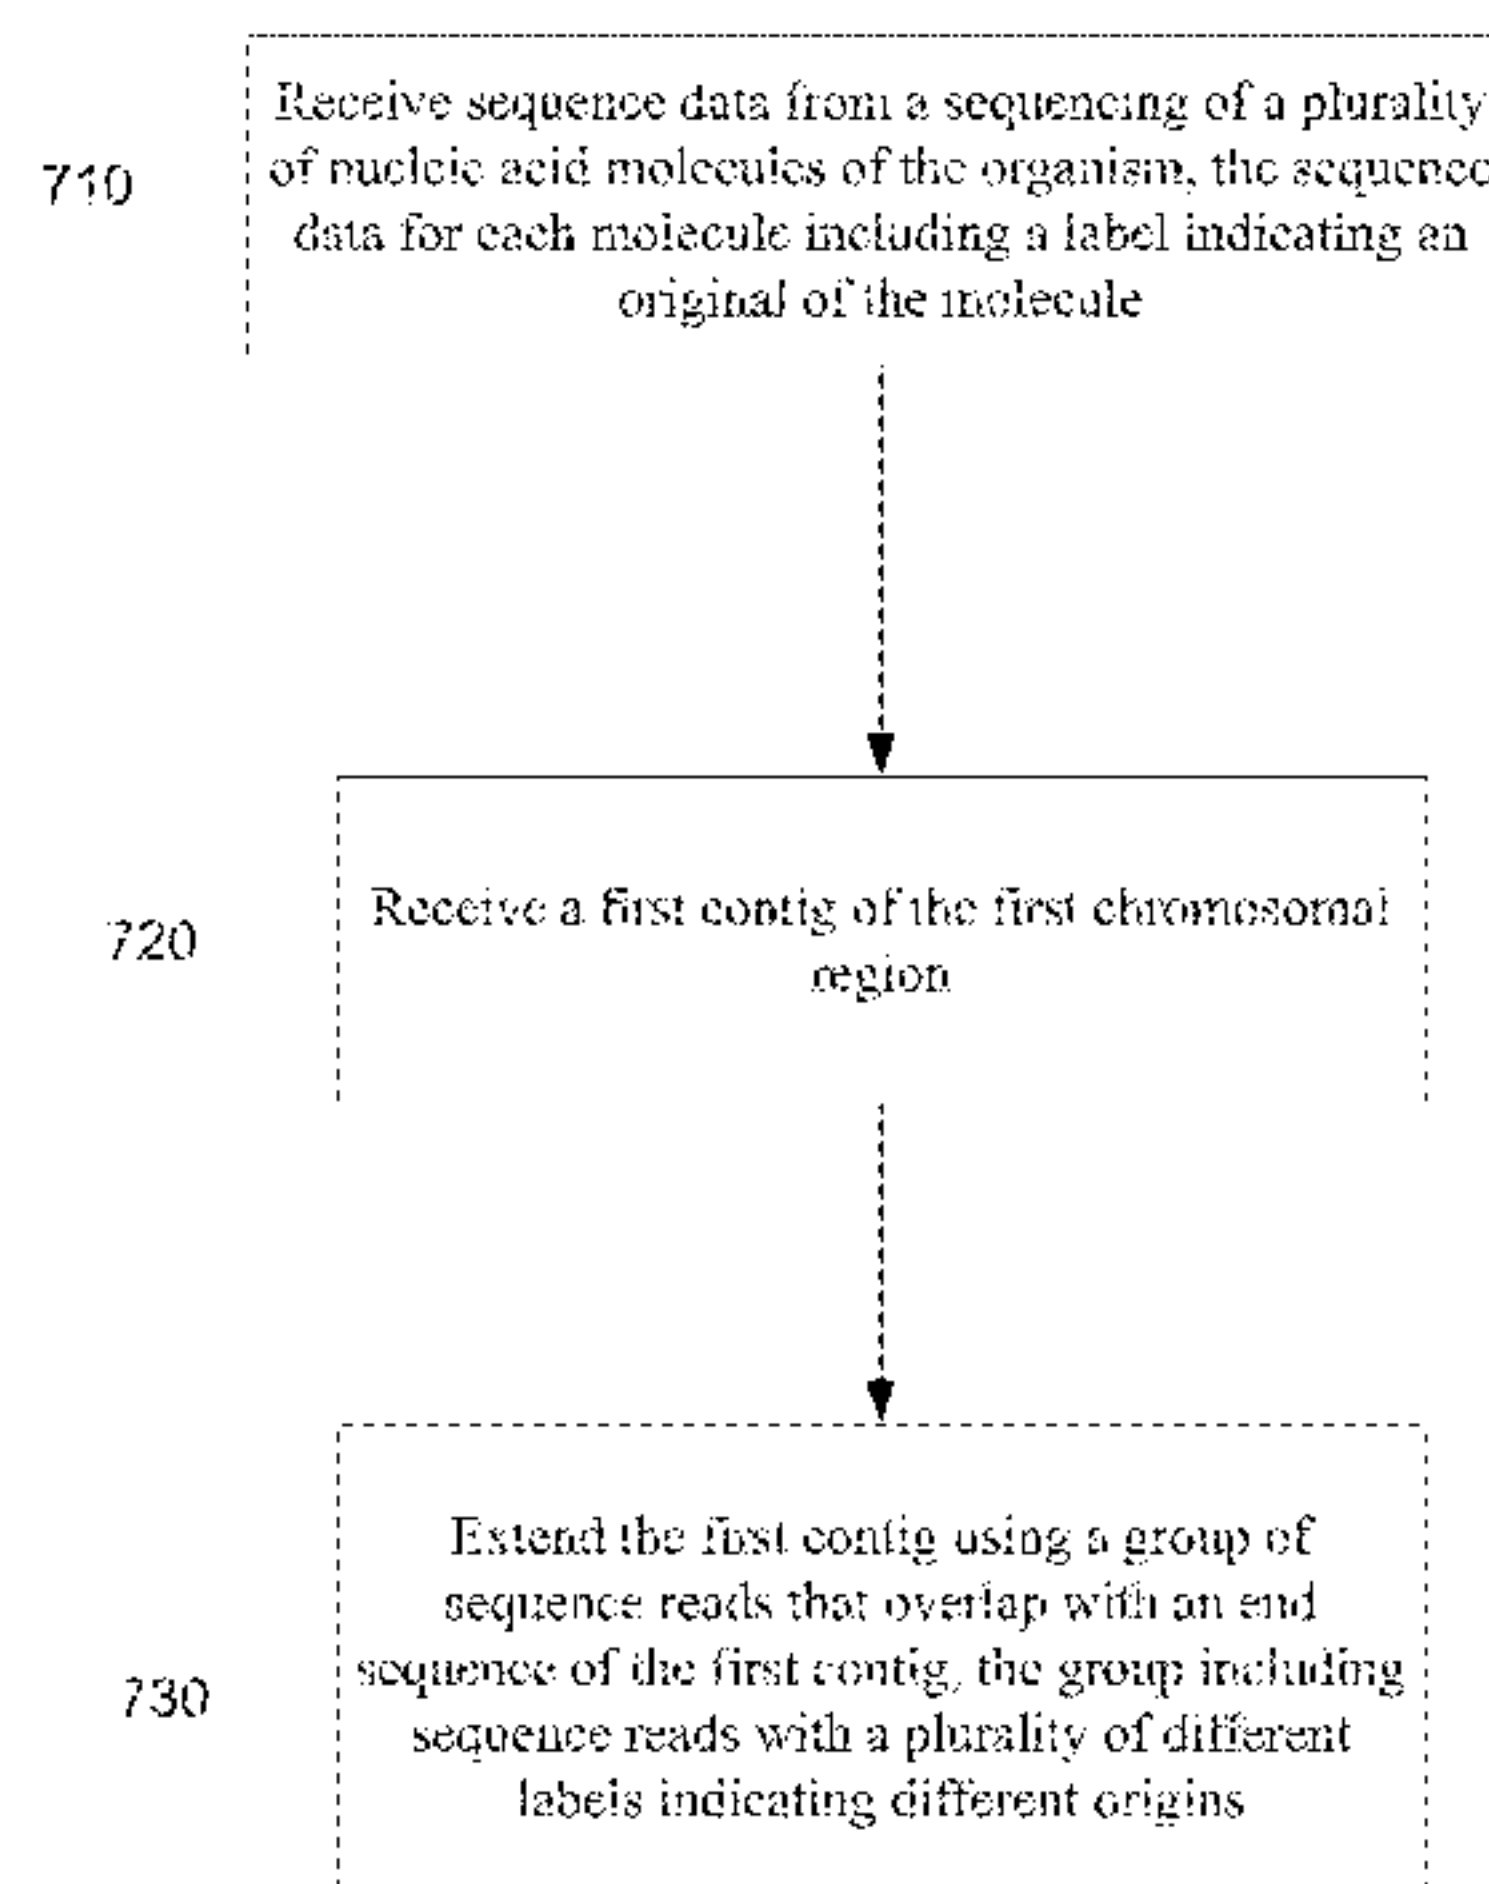 710
Receive sequence data from a sequencing of a plurality
of nucleic acid molecules of the organism, the sequence
data for each molecule including a label indicating an
original of the molecule
720
Receive a first contig of the first chromosomal
region
730
Extend the first contig using a group of
sequence reads that overlap with an end
sequence of the first contig, the group including
sequence reads with a plurality of different
labels indicating different origins